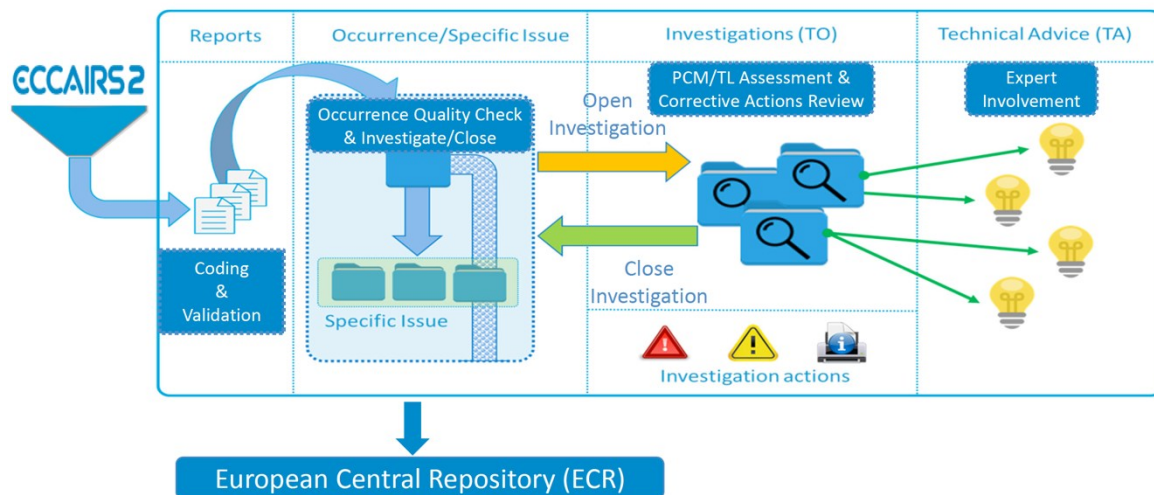 ECCAIRS2
Reports
Occurrence/Specific Issue
Investigations (TO)
Technical Advice (TA)
Occurrence Quality Check
& Investigate/Close
Open
Investigation
PCM/TL Assessment &
Corrective Actions Review
Expert
Involvement
Coding
&
Validation
Specific Issue
Close
Investigation
Investigation actions
European Central Repository (ECR)